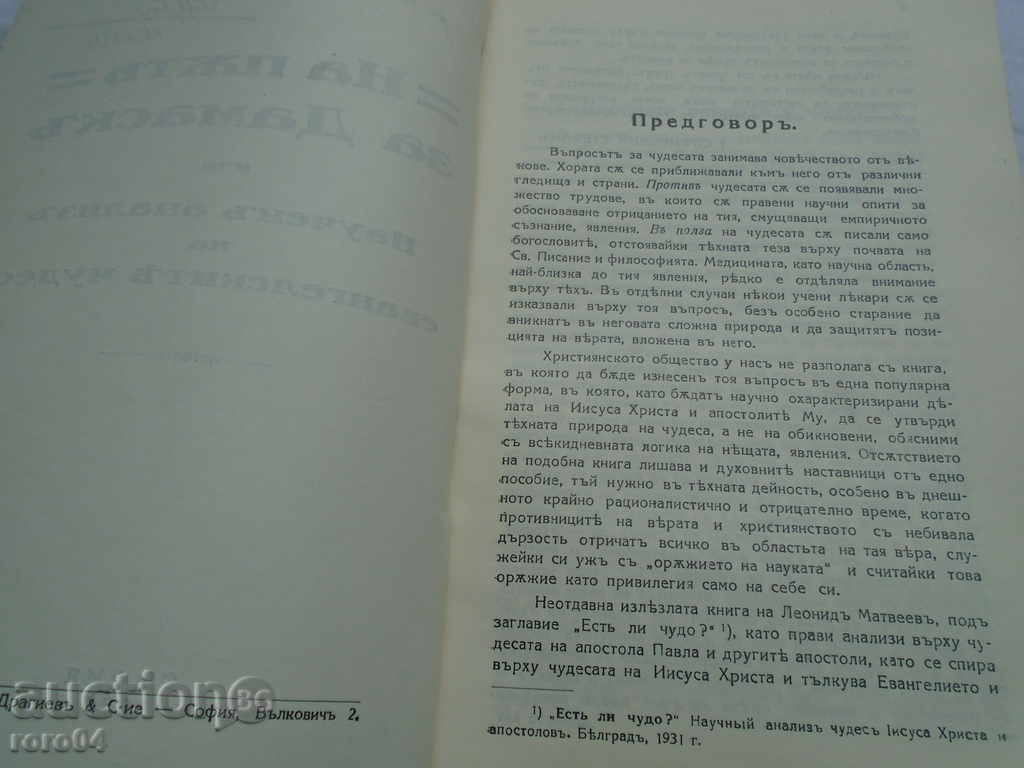 Предговоръ.
Въпросътъ за чудесата занимава човѣчеството отъ вѣ-
кове. Хората сѫ се приближавали къмъ него отъ различни
гледища и страни. Противъ чудесата сѫ се появявали мно-
жество трудове, въ които сѫ правени научни опити за
обосноваване отрицанието на тия, смущаващи емпиричното
съзнание, явления. Въ полза на чудесата сѫ писали само
богословитѣ, отстоявайки тѣхната теза върху почвата на
Св. Писание и философията. Медицината, като научна область,
най-близка до тия явления, рѣдко е отдѣляла внимание
върху тѣхъ. Въ отдѣлни случаи нѣкои учени лѣкари сѫ се
изказвали върху тоя въпросъ, безъ особено старание да
вникнатъ въ неговата сложна природа и да защитятъ пози-
цията на вѣрата, вложена въ него.
Християнското общество у насъ не разполага съ книга,
въ която да бѫде изнесенъ тоя въпросъ въ една популярна
форма, въ която, като бѫдатъ научно охарактеризирани дѣ-
лата на Иисуса Христа и апостолитѣ Му, да се утвърди
тѣхната природа на чудеса, а не на обикновени, обясними
съ всѣкидневната логика на нѣщата, явления. Отсѫтствието
на подобна книга лишава и духовнитѣ наставници отъ едно
пособие, тъй нужно въ тѣхната дейность, особено въ днеш-
ното крайно рационалистично и отрицателно време, когато
противницитѣ на вѣрата и християнството съ небивала
дързость отричатъ всичко въ областьта на тая вѣра, слу-
жейки си ужъ съ „орѫжието на науката“ и считайки това
орѫжие като привилегия само на себе си.
Неотдавна излѣзлата книга на Леонидъ Матвеевъ, подъ
заглавие „Есть ли чудо?“ ¹), като прави анализи върху чу-
десата на апостола Павла и другитѣ апостоли, като се спира
върху чудесата на Иисуса Христа и тълкува Евангелието и
¹) „Есть ли чудо?“ Научный анализъ чудесъ Іисуса Христа и
апостоловъ. Бѣлградъ, 1931 г.
Драгиевъ & С-ие — София, Вълковичъ 2.
auction86
roro04